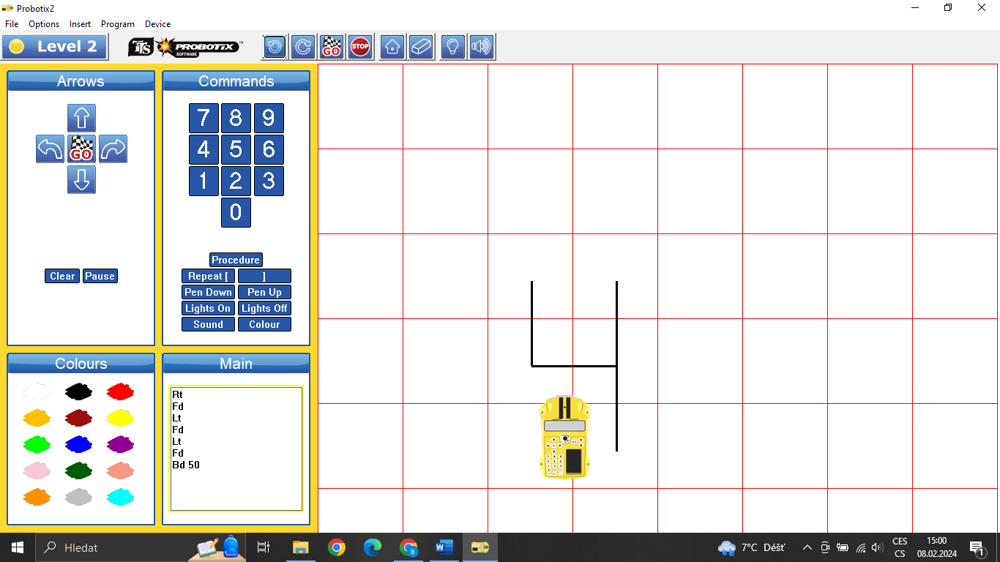 Probotix2
File Options Insert Program Device
Level 2 TTS PROBOTIX™ SOFTWARE GO STOP
Arrows
GO
Clear Pause
Commands
7 8 9
4 5 6
1 2 3
0
Procedure
Repeat [ ]
Pen Down Pen Up
Lights On Lights Off
Sound Colour
Colours
Main
Rt
Fd
Lt
Fd
Lt
Fd
Bd 50
Hledat
7°C Déšť
CES
CS
15:00
08.02.2024
1